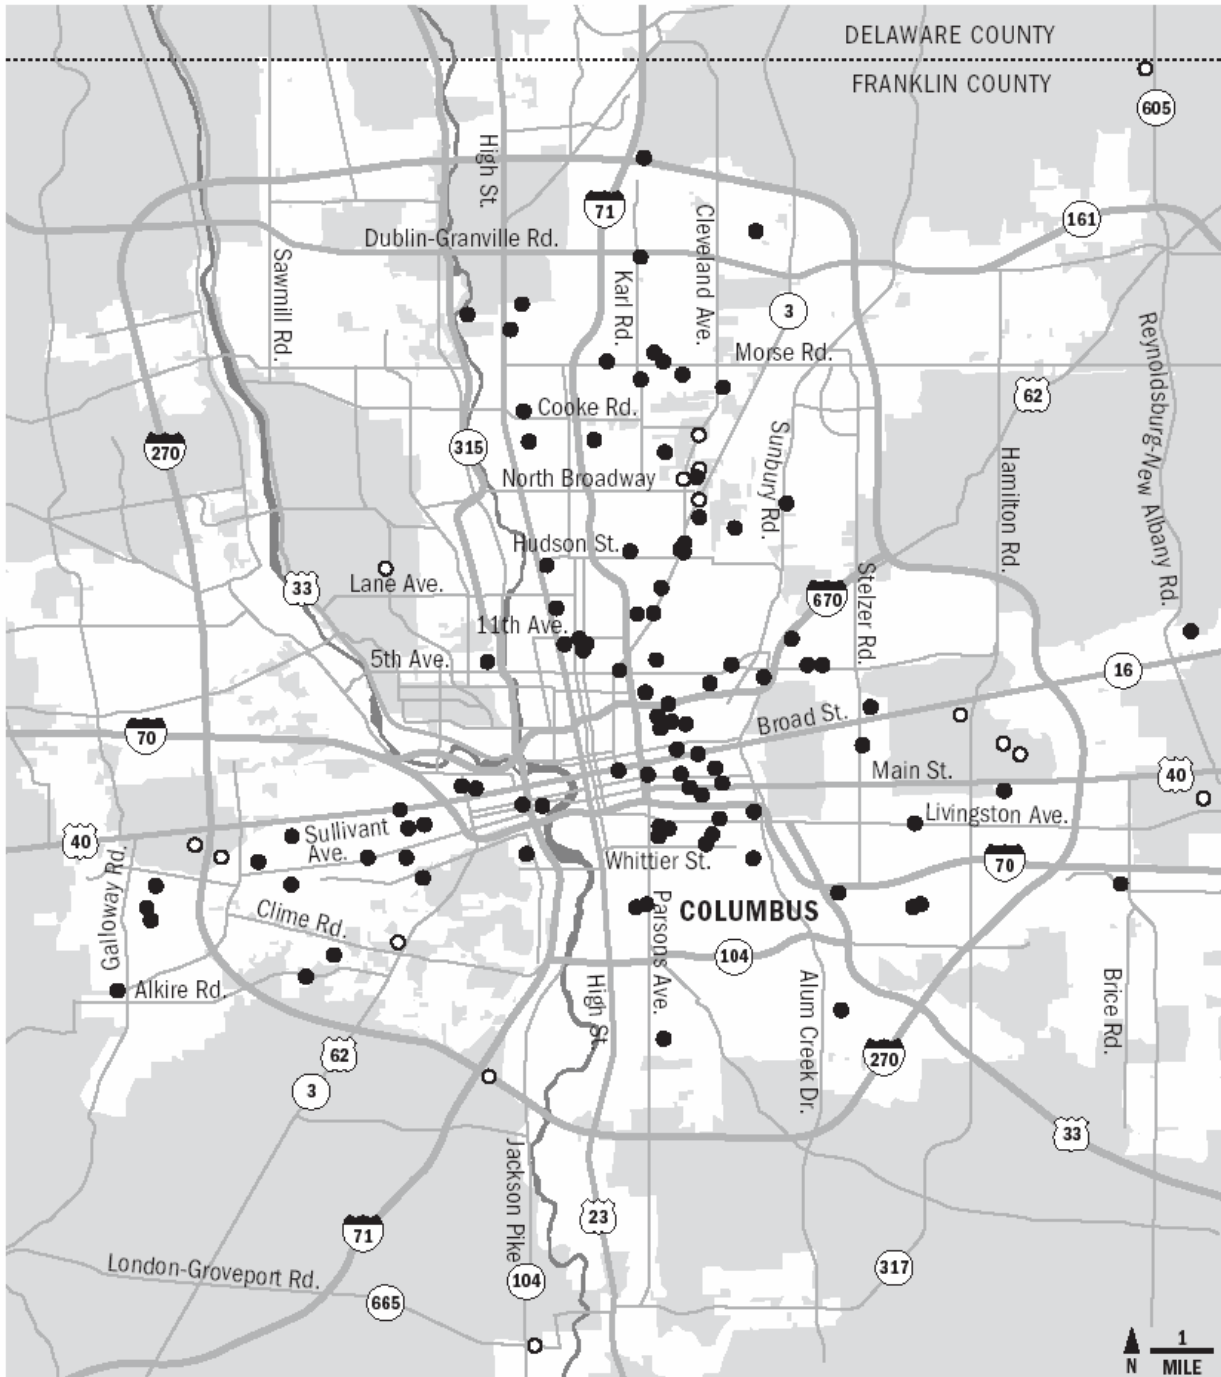 DELAWARE COUNTY
FRANKLIN COUNTY
605
High St.
71
161
Cleveland Ave.
Dublin-Granville Rd.
Sawmill Rd.
Karl Rd.
3
Reynoldsburg-New Albany Rd.
Morse Rd.
62
Cooke Rd.
270
315
Sunbury Rd.
Hamilton Rd.
North Broadway
Hudson St.
Stelzer Rd.
33
Lane Ave.
670
11th Ave.
5th Ave.
16
70
Broad St.
Main St.
40
Livingston Ave.
40
Sullivant
Ave.
Whittier St.
70
Galloway Rd.
Clime Rd.
Parsons Ave.
COLUMBUS
104
Alkire Rd.
High St.
Alum Creek Dr.
Brice Rd.
62
270
3
33
Jackson Pike
23
71
London-Groveport Rd.
104
317
665
N
1
MILE